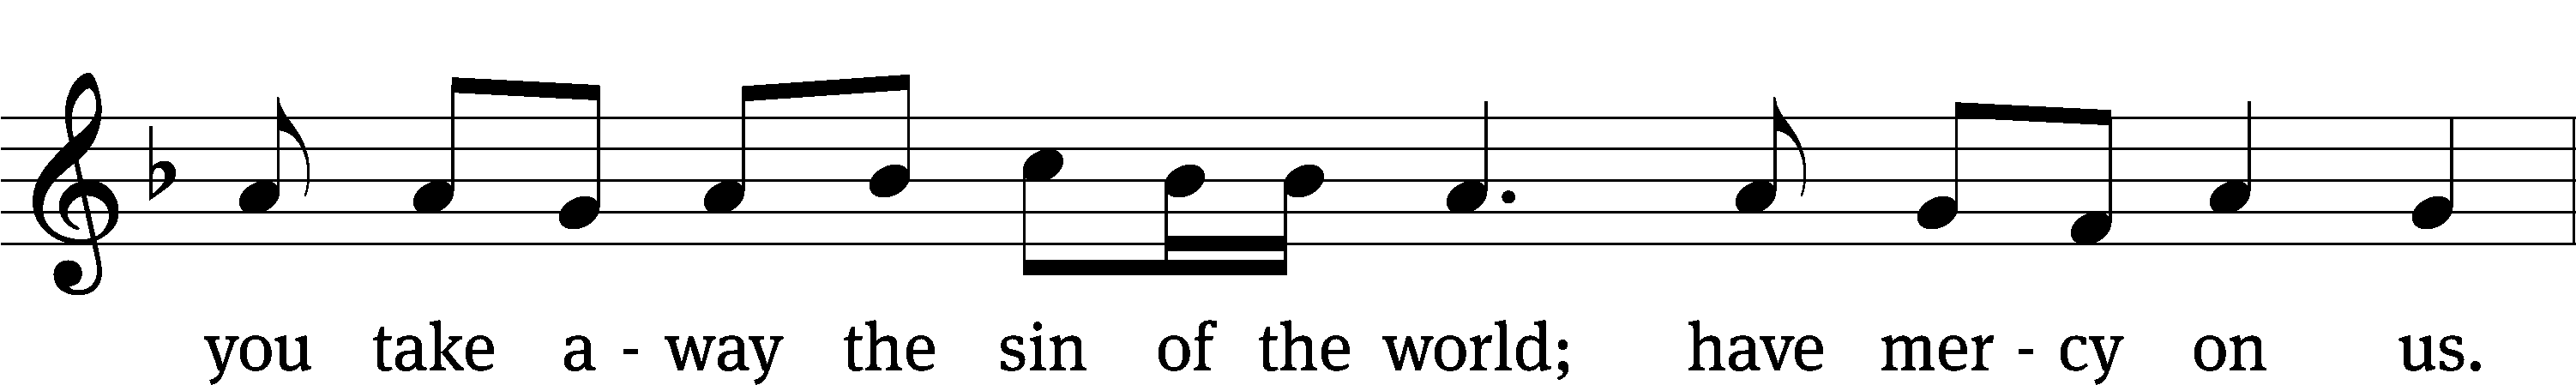 you take a - way the sin of the world; have mer - cy on us.